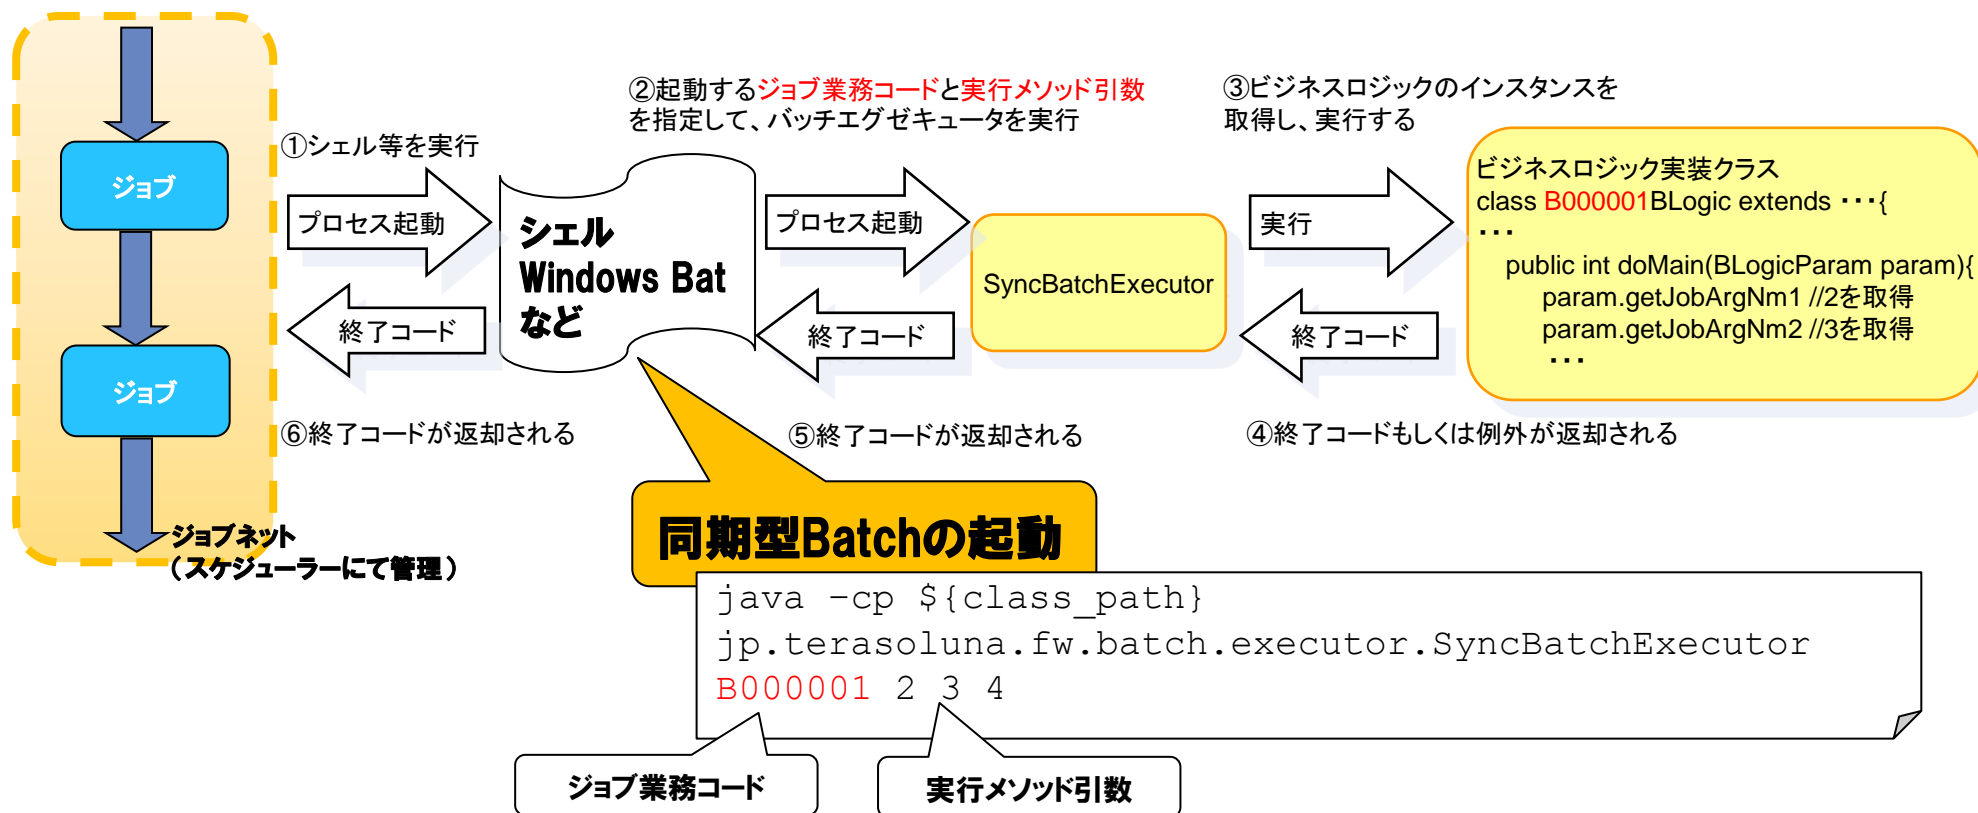 ②起動するジョブ業務コードと実行メソッド引数
を指定して、バッチエグゼキュータを実行
③ビジネスロジックのインスタンスを
取得し、実行する
①シェル等を実行
ジョブ
プロセス起動
シェル
Windows Bat
など
プロセス起動
SyncBatchExecutor
実行
ビジネスロジック実装クラス
class B000001BLogic extends ・・・{
・・・
public int doMain(BLogicParam param){
param.getJobArgNm1 //2を取得
param.getJobArgNm2 //3を取得
・・・
終了コード
終了コード
終了コード
ジョブ
⑥終了コードが返却される
⑤終了コードが返却される
④終了コードもしくは例外が返却される
ジョブネット
（スケジューラーにて管理）
同期型Batchの起動
java –cp ${class_path}
jp.terasoluna.fw.batch.executor.SyncBatchExecutor
B000001 2 3 4
ジョブ業務コード
実行メソッド引数